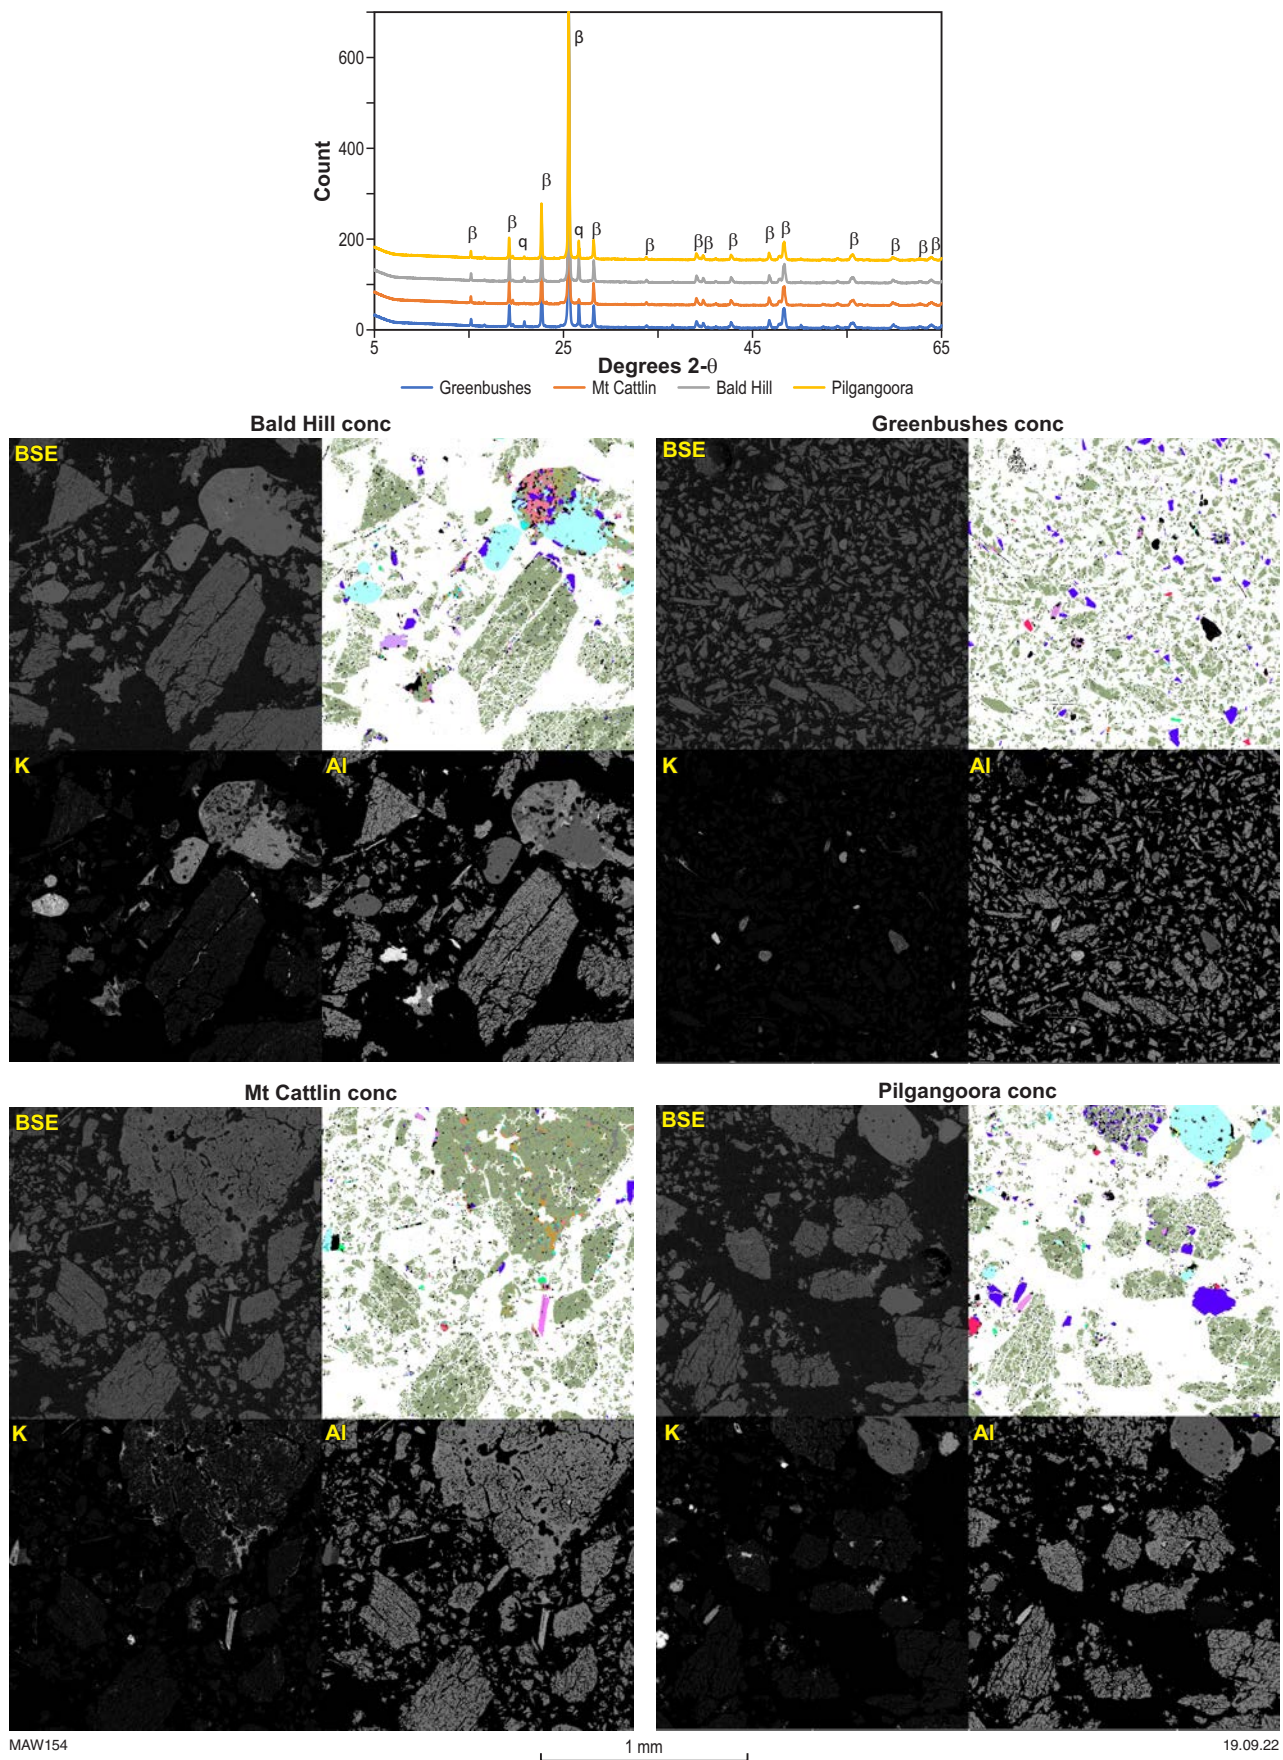 600
400
200
0
Count
β
β
β
q
β
q
β
β
β
β
β
β
β
β
β
β
β
5
25
45
65
Degrees 2-θ
Greenbushes
Mt Cattlin
Bald Hill
Pilgangoora
Bald Hill conc
Greenbushes conc
BSE
BSE
K
Al
K
Al
Mt Cattlin conc
Pilgangoora conc
BSE
BSE
K
Al
K
Al
MAW154
1 mm
19.09.22